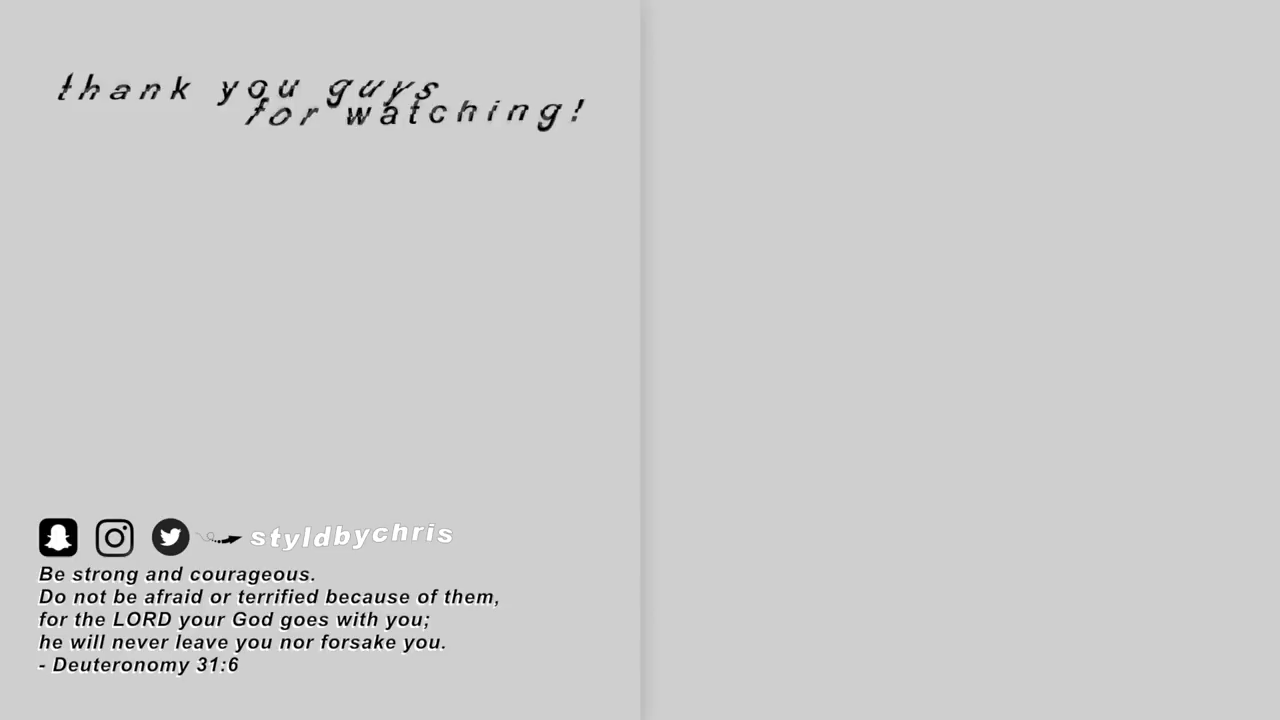 thank you guys
for watching!
styldbychris
Be strong and courageous.
Do not be afraid or terrified because of them,
for the LORD your God goes with you;
he will never leave you nor forsake you.
- Deuteronomy 31:6